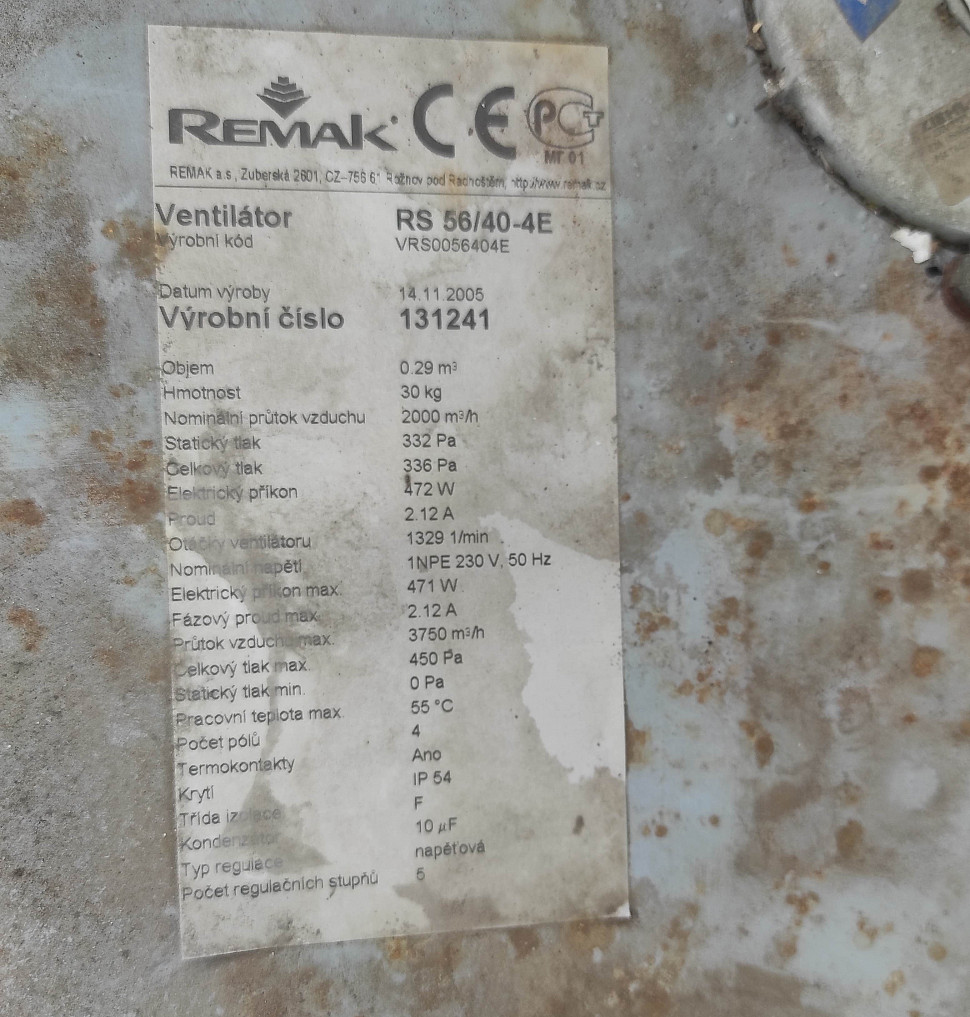 REMAK CE PCT
МГ 01
REMAK a.s., Zuberská 2601, CZ-756 61 Rožnov pod Radhoštěm, http://www.remak.cz
Ventilátor RS 56/40-4E
Výrobní kód VRS0056404E
Datum výroby 14.11.2005
Výrobní číslo 131241
Objem 0.29 m³
Hmotnost 30 kg
Nominální průtok vzduchu 2000 m³/h
Statický tlak 332 Pa
Celkový tlak 336 Pa
Elektrický příkon 472 W
Proud 2.12 A
Otáčky ventilátoru 1329 1/min
Nominální napětí 1NPE 230 V, 50 Hz
Elektrický příkon max. 471 W
Fázový proud max. 2.12 A
Průtok vzduchu max. 3750 m³/h
Celkový tlak max. 450 Pa
Statický tlak min. 0 Pa
Pracovní teplota max. 55 °C
Počet pólů 4
Termokontakty Ano
Krytí IP 54
Třída izolace F
Kondenzátor 10 µF
Typ regulace napěťová
Počet regulačních stupňů 5